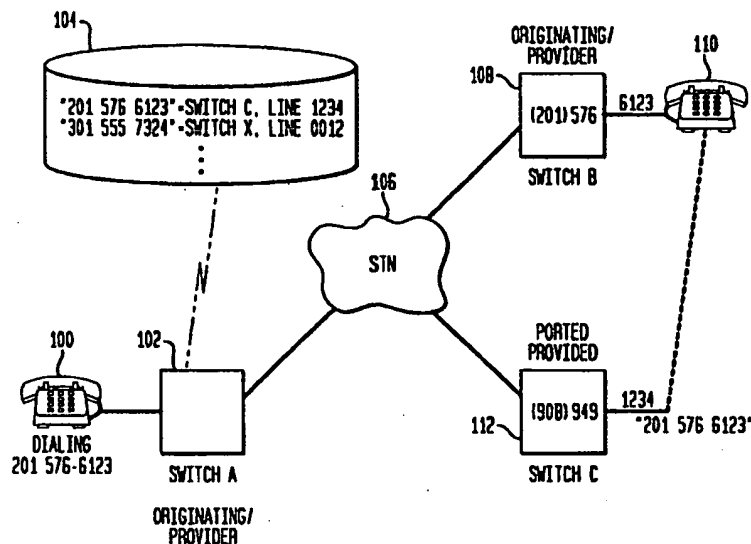 104
"201 576 6123"=SWITCH C, LINE 1234
"301 555 7324"=SWITCH X, LINE 0012
ORIGINATING/
PROVIDER
108
(201) 576
6123
110
SWITCH B
106
STN
N
100
DIALING
201 576-6123
102
SWITCH A
ORIGINATING/
PROVIDER
PORTED
PROVIDED
(908) 949
112
1234
"201 576 6123"
SWITCH C